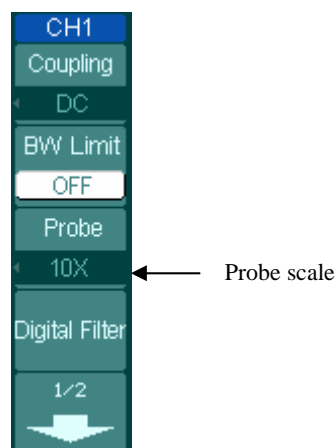 CH1
Coupling
DC
BW Limit
OFF
Probe
10X
Probe scale
Digital Filter
1/2